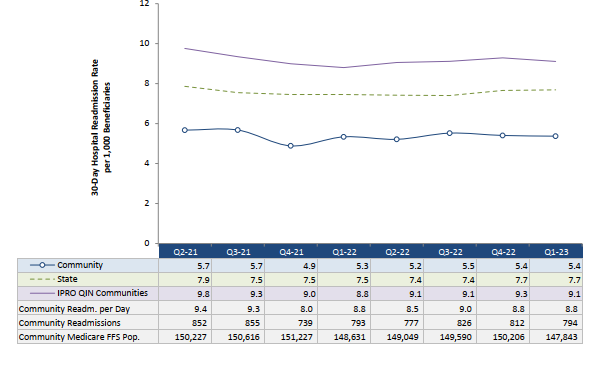 12
10
8
6
4
2
0
30-Day Hospital Readmission Rate
per 1,000 Beneficiaries
Q2-21 Q3-21 Q4-21 Q1-22 Q2-22 Q3-22 Q4-22 Q1-23
Community 5.7 5.7 4.9 5.3 5.2 5.5 5.4 5.4
State 7.9 7.5 7.5 7.5 7.4 7.4 7.7 7.7
IPRO QIN Communities 9.8 9.3 9.0 8.8 9.1 9.1 9.3 9.1
Community Readm. per Day 9.4 9.3 8.0 8.8 8.5 9.0 8.8 8.8
Community Readmissions 852 855 739 793 777 826 812 794
Community Medicare FFS Pop. 150,227 150,616 151,227 148,631 149,049 149,590 150,206 147,843